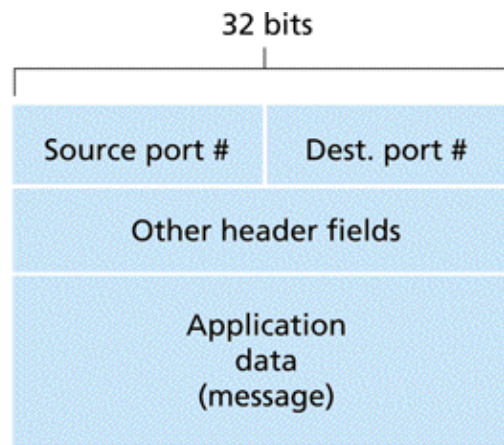 32 bits
Source port #
Dest. port #
Other header fields
Application
data
(message)